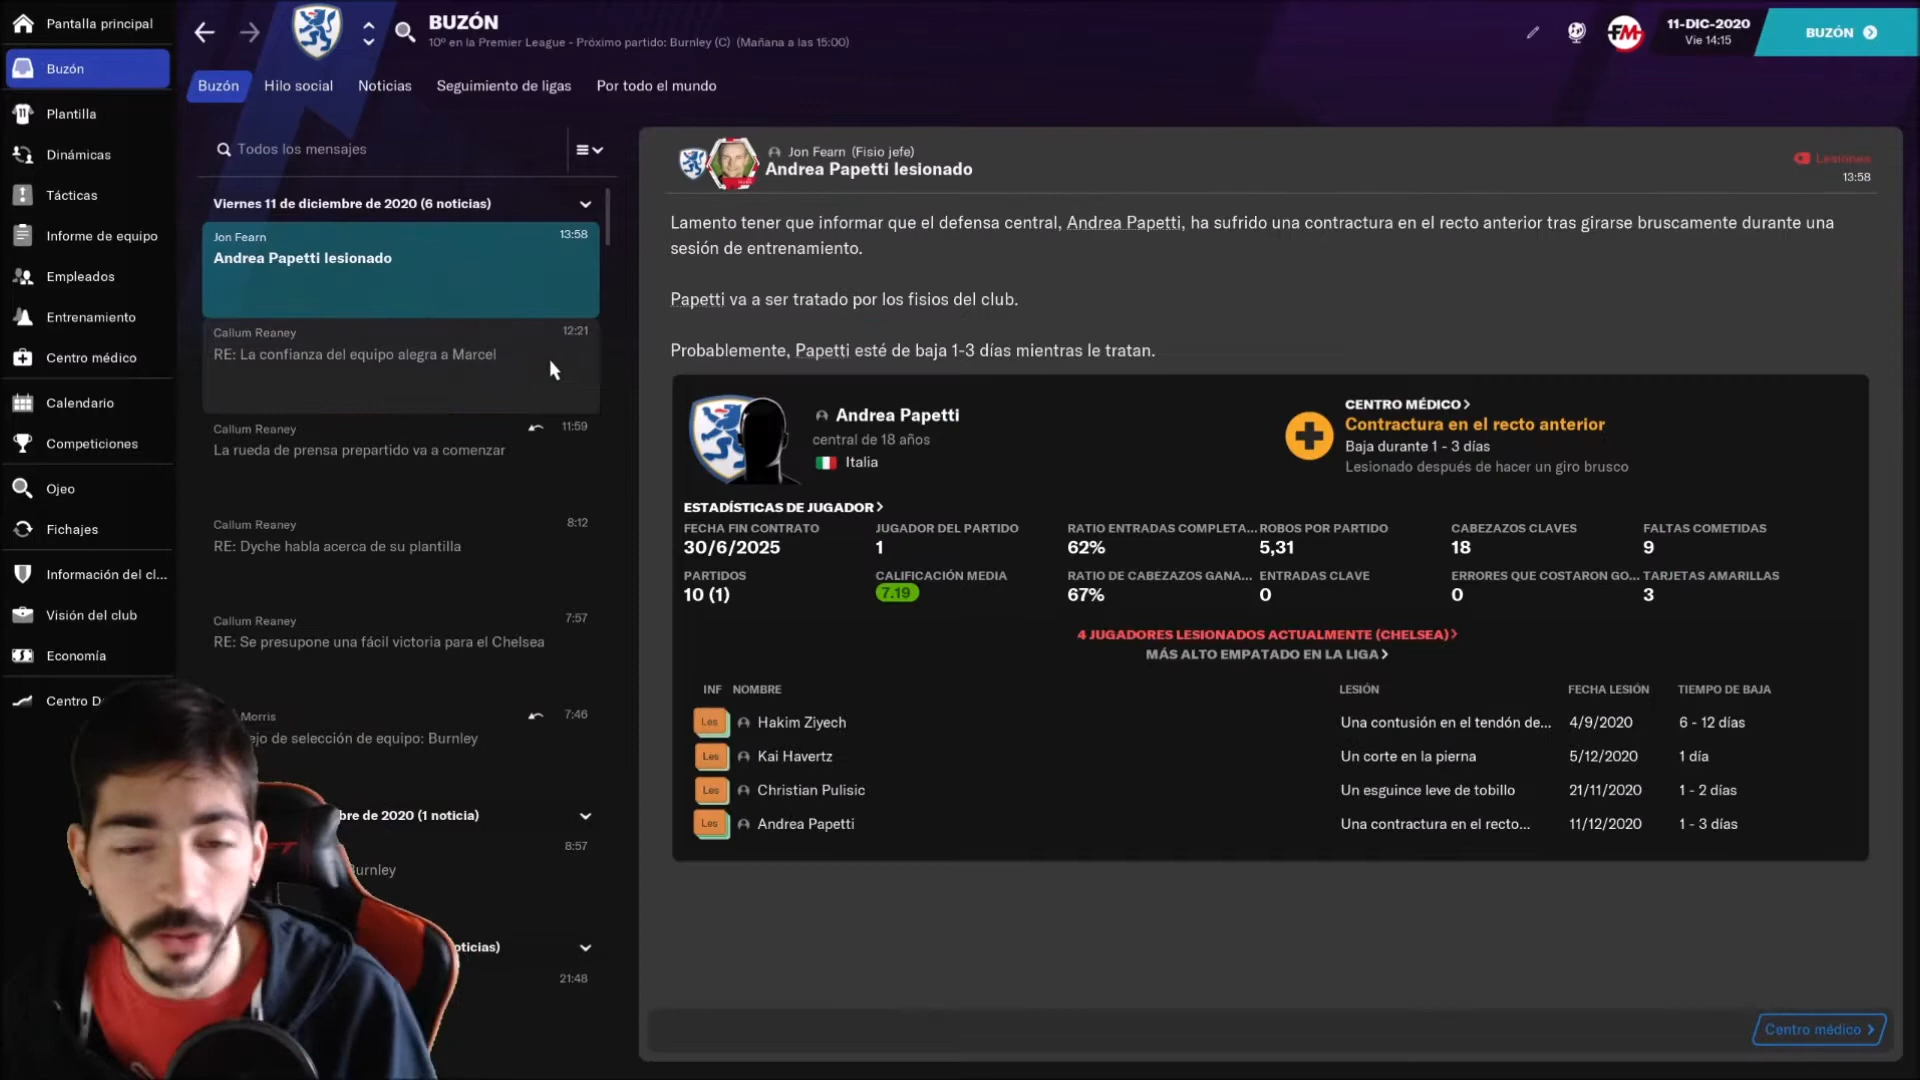 Pantalla principal
Buzón
Plantilla
Dinámicas
Tácticas
Informe de equipo
Empleados
Entrenamiento
Centro médico
Calendario
Competiciones
Ojeo
Fichajes
Información del cl...
Visión del club
Economía
Centro D
BUZÓN
10º en la Premier League - Próximo partido: Burnley (C) (Mañana a las 15:00)
FM
11-DIC-2020
Vie 14:15
BUZÓN
Buzón
Hilo social
Noticias
Seguimiento de ligas
Por todo el mundo
Todos los mensajes
Viernes 11 de diciembre de 2020 (6 noticias)
Jon Fearn 13:58
Andrea Papetti lesionado
Callum Reaney 12:21
RE: La confianza del equipo alegra a Marcel
Callum Reaney 11:59
La rueda de prensa prepartido va a comenzar
Callum Reaney 8:12
RE: Dyche habla acerca de su plantilla
Callum Reaney 7:57
RE: Se presupone una fácil victoria para el Chelsea
Morris 7:46
ejo de selección de equipo: Burnley
bre de 2020 (1 noticia)
8:57
Burnley
oticias)
21:48
Jon Fearn (Fisio jefe)
Andrea Papetti lesionado
Lesiones
13:58
Lamento tener que informar que el defensa central, Andrea Papetti, ha sufrido una contractura en el recto anterior tras girarse bruscamente durante una
sesión de entrenamiento.
Papetti va a ser tratado por los fisios del club.
Probablemente, Papetti esté de baja 1-3 días mientras le tratan.
Andrea Papetti
central de 18 años
Italia
CENTRO MÉDICO
Contractura en el recto anterior
Baja durante 1 - 3 días
Lesionado después de hacer un giro brusco
ESTADÍSTICAS DE JUGADOR
FECHA FIN CONTRATO JUGADOR DEL PARTIDO RATIO ENTRADAS COMPLETA... ROBOS POR PARTIDO CABEZAZOS CLAVES FALTAS COMETIDAS
30/6/2025 1 62% 5,31 18 9
PARTIDOS CALIFICACIÓN MEDIA RATIO DE CABEZAZOS GANA... ENTRADAS CLAVE ERRORES QUE COSTARON GO... TARJETAS AMARILLAS
10 (1) 7.19 67% 0 0 3
4 JUGADORES LESIONADOS ACTUALMENTE (CHELSEA)
MÁS ALTO EMPATADO EN LA LIGA
INF NOMBRE LESIÓN FECHA LESIÓN TIEMPO DE BAJA
Les Hakim Ziyech Una contusión en el tendón de... 4/9/2020 6 - 12 días
Les Kai Havertz Un corte en la pierna 5/12/2020 1 día
Les Christian Pulisic Un esguince leve de tobillo 21/11/2020 1 - 2 días
Les Andrea Papetti Una contractura en el recto... 11/12/2020 1 - 3 días
Centro médico